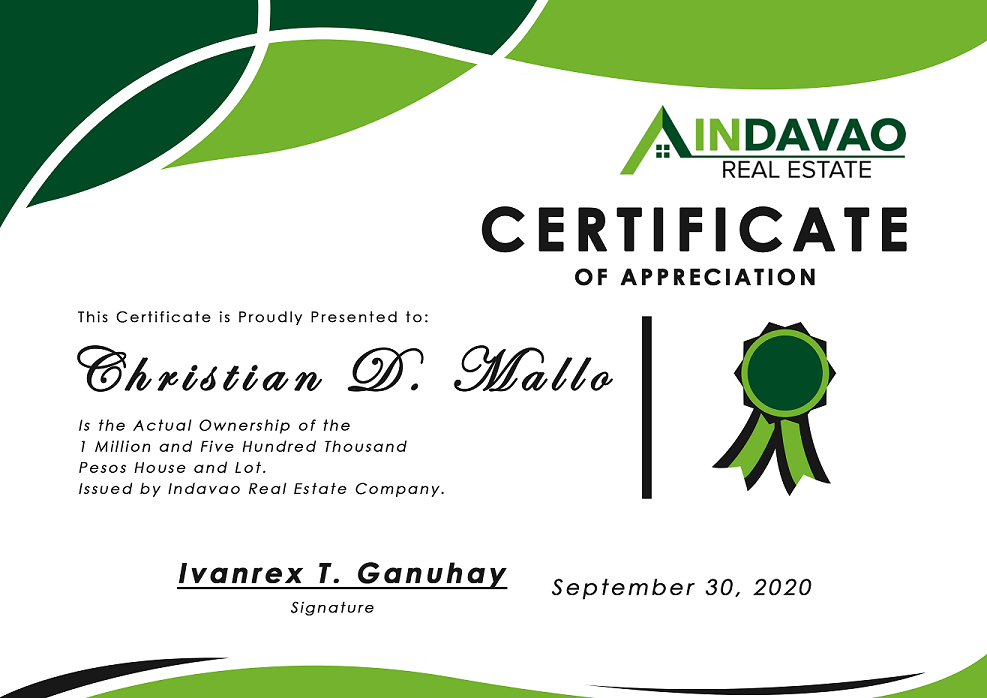 INDAVAO
REAL ESTATE
CERTIFICATE
OF APPRECIATION
This Certificate is Proudly Presented to:
Christian D. Mallo
Is the Actual Ownership of the
1 Million and Five Hundred Thousand
Pesos House and Lot.
Issued by Indavao Real Estate Company.
Ivanrex T. Ganuhay
Signature
September 30, 2020